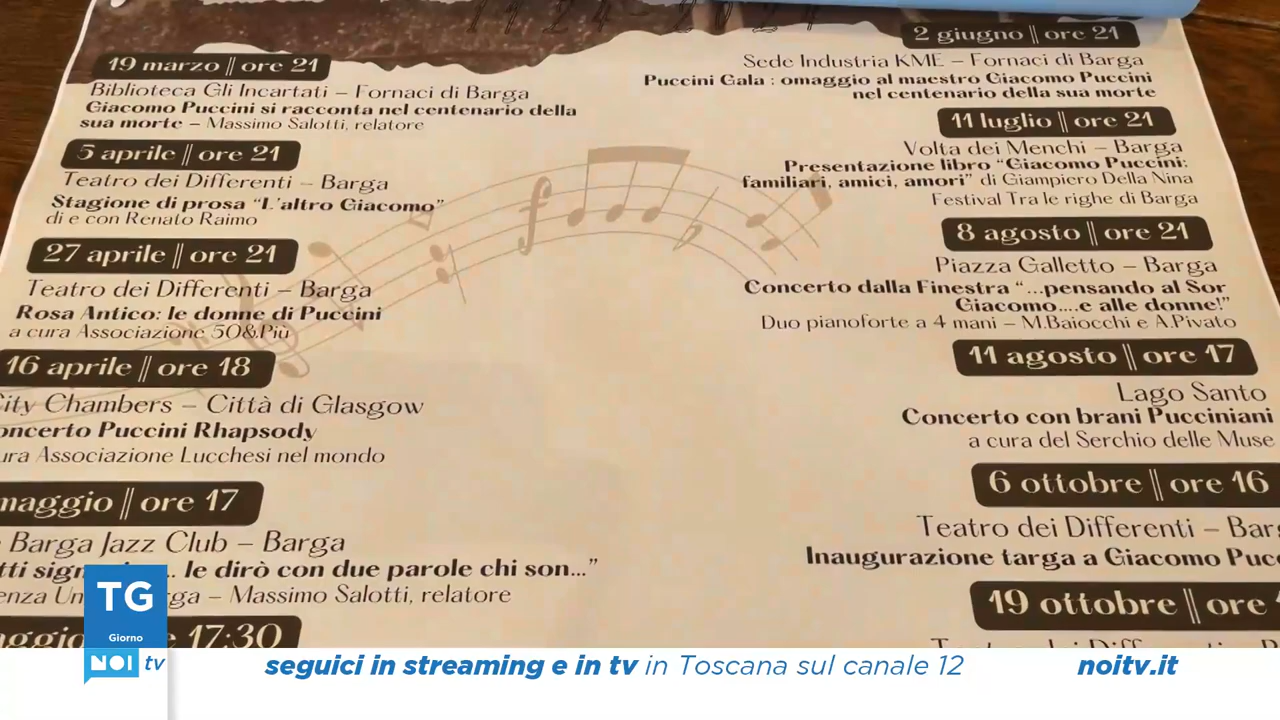 1924-2024
19 marzo || ore 21
Biblioteca Gli Incartati – Fornaci di Barga
Giacomo Puccini si racconta nel centenario della
sua morte – Massimo Salotti, relatore
5 aprile || ore 21
Teatro dei Differenti – Barga
Stagione di prosa “L'altro Giacomo”
di e con Renato Raimo
27 aprile || ore 21
Teatro dei Differenti – Barga
Rosa Antico: le donne di Puccini
a cura Associazione 50&Più
16 aprile || ore 18
City Chambers – Città di Glasgow
oncerto Puccini Rhapsody
ura Associazione Lucchesi nel mondo
maggio || ore 17
Barga Jazz Club – Barga
le dirò con due parole chi son...”
– Massimo Salotti, relatore
17:30
2 giugno || ore 21
Sede Industria KME – Fornaci di Barga
Puccini Gala : omaggio al maestro Giacomo Puccini
nel centenario della sua morte
11 luglio || ore 21
Volta dei Menchi – Barga
Presentazione libro “Giacomo Puccini:
familiari, amici, amori” di Giampiero Della Nina
Festival Tra le righe di Barga
8 agosto || ore 21
Piazza Galletto – Barga
Concerto dalla Finestra “...pensando al Sor
Giacomo....e alle donne!”
Duo pianoforte a 4 mani – M.Baiocchi e A.Pivato
11 agosto || ore 17
Lago Santo
Concerto con brani Pucciniani
a cura del Serchio delle Muse
6 ottobre || ore 16
Teatro dei Differenti – Bar
Inaugurazione targa a Giacomo Pucc
19 ottobre || ore
TG
Giorno
NOI tv
seguici in streaming e in tv in Toscana sul canale 12
noitv.it